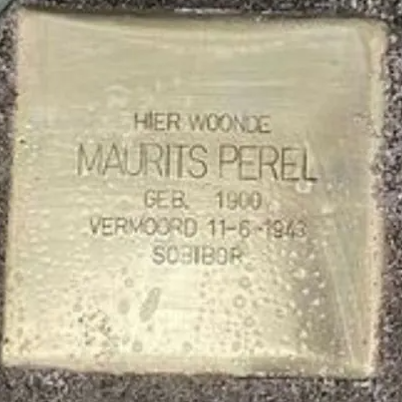 HIER WOONDE
MAURITS PEREL
GEB. 1900
VERMOORD 11-6-1943
SOBIBOR